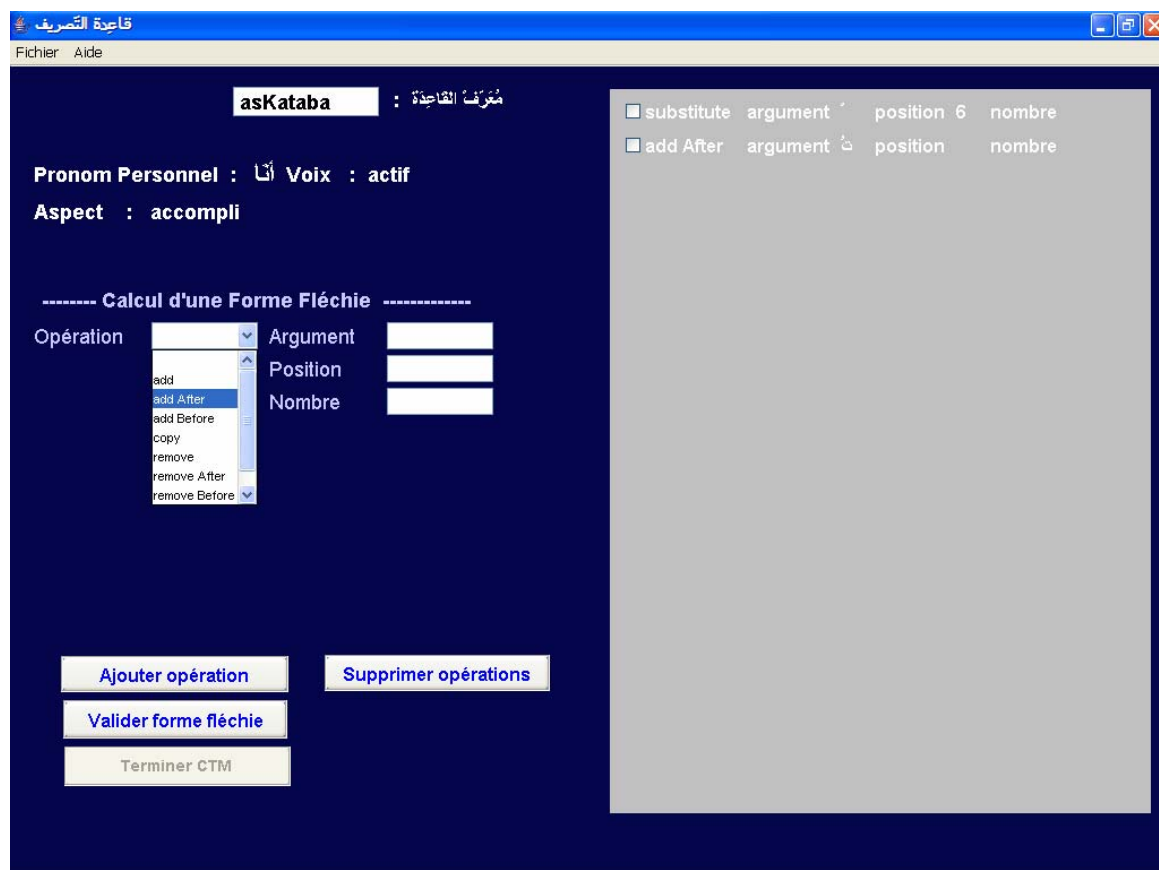 قاعِدة التَّصريف
Fichier Aide
asKataba : مُعَرِّفُ القَاعِدَة
Pronom Personnel : أَنَا Voix : actif
Aspect : accompli
-------- Calcul d'une Forme Fléchie -------------
Opération Argument
Position
Nombre
add
add After
add Before
copy
remove
remove After
remove Before
Ajouter opération Supprimer opérations
Valider forme fléchie
Terminer CTM
substitute argument position 6 nombre
add After argument تُ position nombre